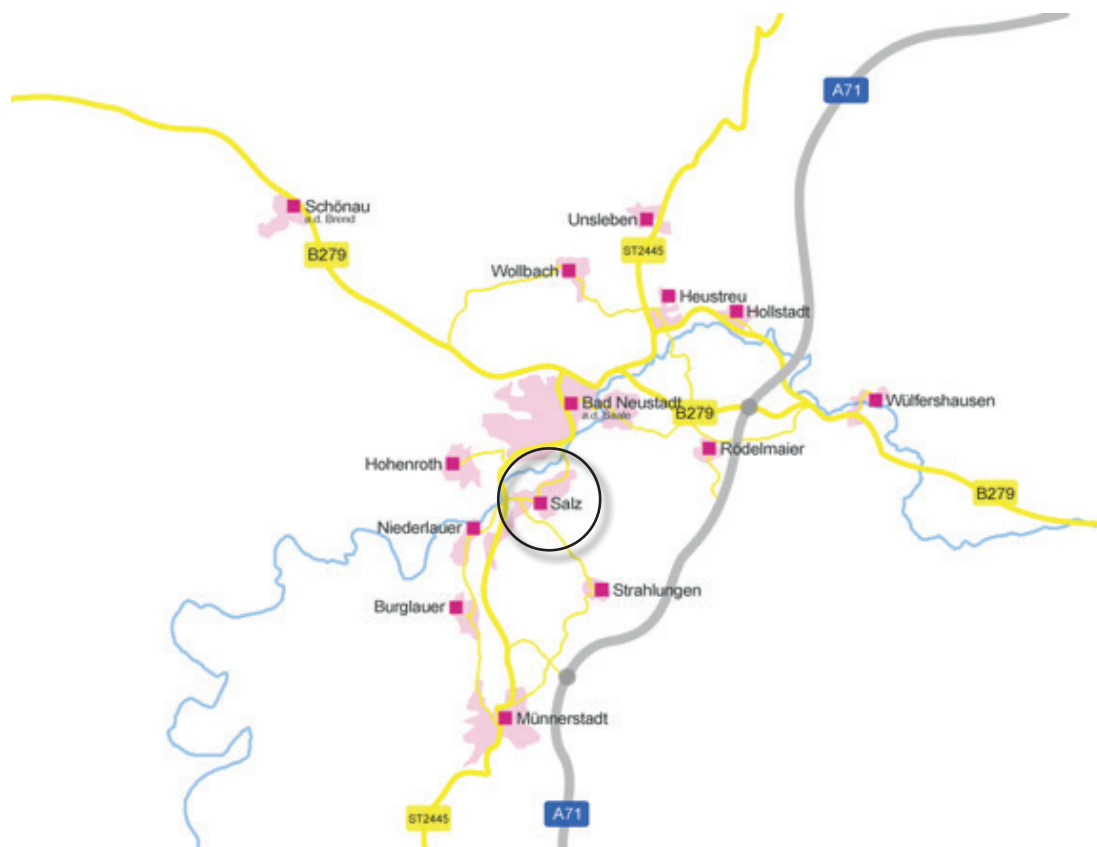 A71
Schönau
a.d. Brend
Unsleben
B279
ST2445
Wollbach
Heustreu
Hollstadt
Bad Neustadt
a.d. Saale
B279
Wülfershausen
Rödelmaier
Hohenroth
B279
Salz
Niederlauer
Strahlungen
Burglauer
Münnerstadt
ST2445
A71